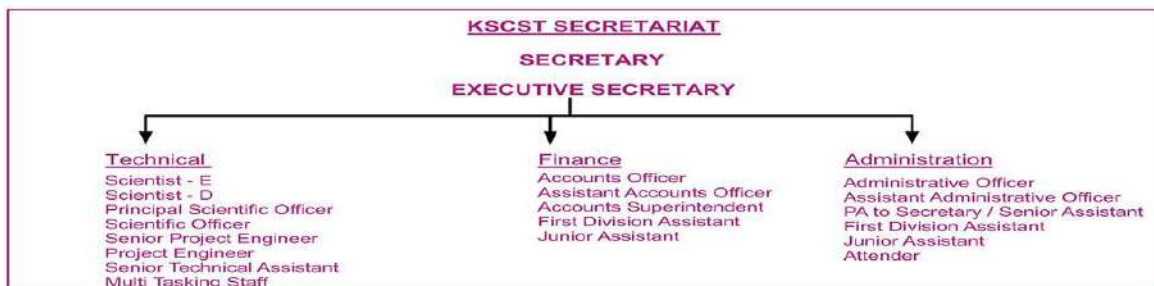 KSCST SECRETARIAT
SECRETARY
EXECUTIVE SECRETARY
Technical
Scientist - E
Scientist - D
Principal Scientific Officer
Scientific Officer
Senior Project Engineer
Project Engineer
Senior Technical Assistant
Multi Tasking Staff
Finance
Accounts Officer
Assistant Accounts Officer
Accounts Superintendent
First Division Assistant
Junior Assistant
Administration
Administrative Officer
Assistant Administrative Officer
PA to Secretary / Senior Assistant
First Division Assistant
Junior Assistant
Attender